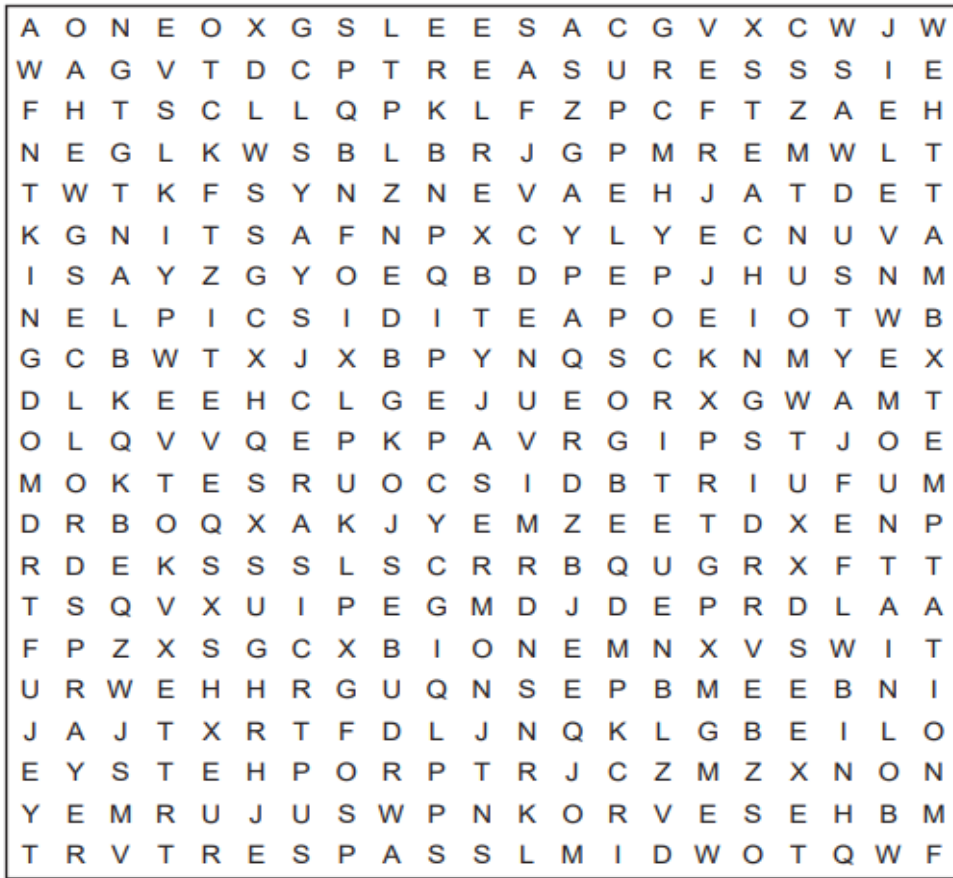 A O N E O X G S L E E S A C G V X C W J W
W A G V T D C P T R E A S U R E S S S I E
F H T S C L L Q P K L F Z P C F T Z A E H
N E G L K W S B L B R J G P M R E M W L T
T W T K F S Y N Z N E V A E H J A T D E T
K G N I T S A F N P X C Y L Y E C N U V A
I S A Y Z G Y O E Q B D P E P J H U S N M
N E L P I C S I D I T E A P O E I O T W B
G C B W T X J X B P Y N Q S C K N M Y E X
D L K E E H C L G E J U E O R X G W A M T
O L Q V V Q E P K P A V R G I P S T J O E
M O K T E S R U O C S I D B T R I U F U M
D R B O Q X A K J Y E M Z E E T D X E N P
R D E K S S S L S C R R B Q U G R X F T T
T S Q V X U I P E G M D J D E P R D L A A
F P Z X S G C X B I O N E M N X V S W I T
U R W E H H R G U Q N S E P B M E E B N I
J A J T X R T F D L J N Q K L G B E I L O
E Y S T E H P O R P T R J C Z M Z X N O N
Y E M R U J U S W P N K O R V E S E H B M
T R V T R E S P A S S L M I D W O T Q W F